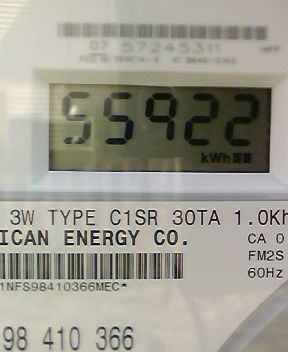 07 57245311
55922
kWh
3W TYPE C1SR 30TA 1.0Kh
ICAN ENERGY CO.
CA 0
FM2S
60Hz
1NFS98410366MEC*
98 410 366